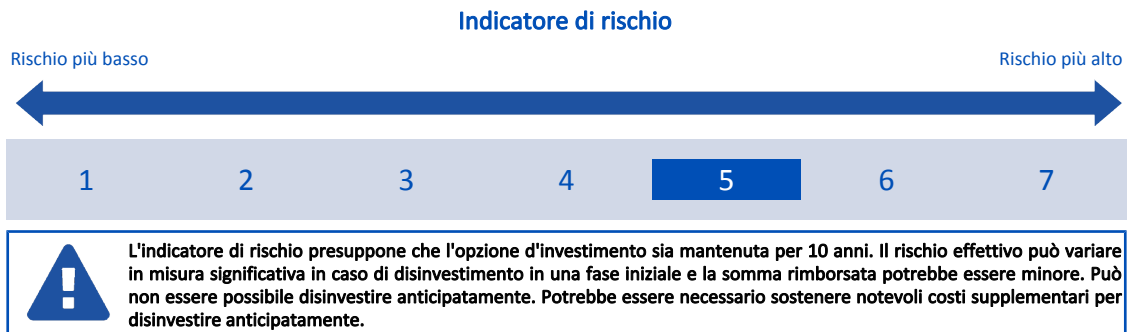 Indicatore di rischio
Rischio più basso
Rischio più alto
1 2 3 4 5 6 7
L'indicatore di rischio presuppone che l'opzione d'investimento sia mantenuta per 10 anni. Il rischio effettivo può variare
in misura significativa in caso di disinvestimento in una fase iniziale e la somma rimborsata potrebbe essere minore. Può
non essere possibile disinvestire anticipatamente. Potrebbe essere necessario sostenere notevoli costi supplementari per
disinvestire anticipatamente.